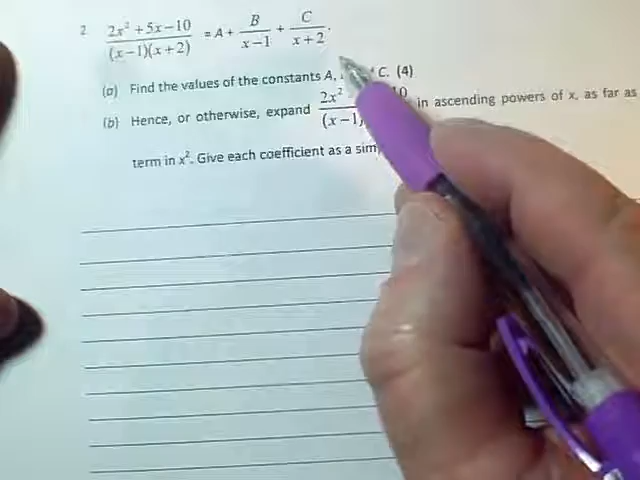 2 (2x² + 5x − 10)/((x − 1)(x + 2)) = A + B/(x − 1) + C/(x + 2).
(a) Find the values of the constants A, C. (4)
(b) Hence, or otherwise, expand 2x² 10 (x − 1) in ascending powers of x, as far as
term in x². Give each coefficient as a